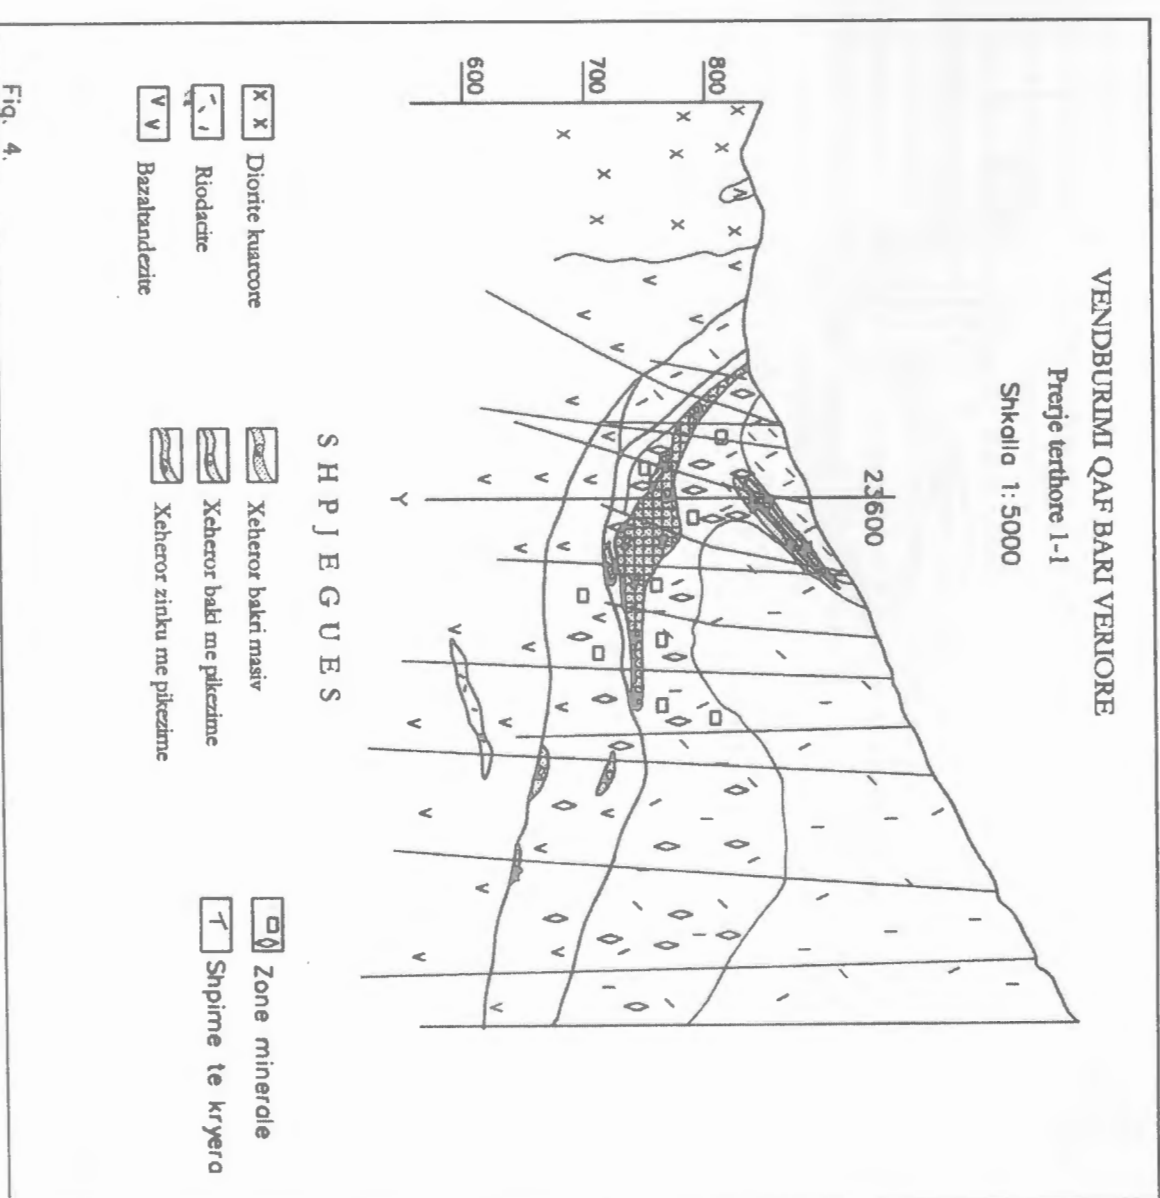 VENDBURIMI QAF BARI VERIORE
Prerje terthore 1-1
Shkalla 1:5000
23600
800
700
600
Y
SHPJEGUES
Diorite kuarcore
Riodacite
Bazaltandezite
Xeheror bakri masiv
Xeheror baki me pikezime
Xeheror zinku me pikezime
Zone minerale
Shpime te kryera
Fig. 4.